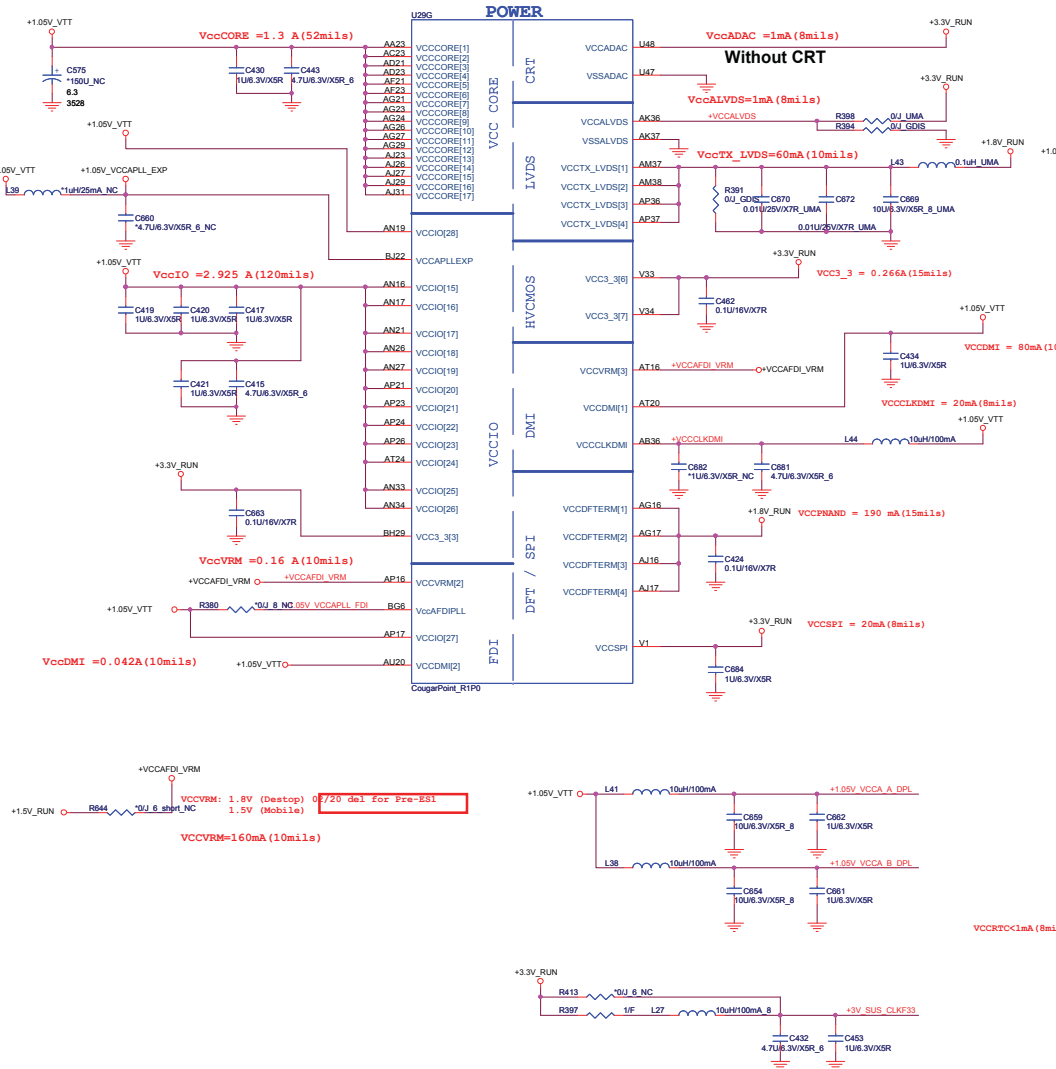 POWER
U29G
+1.05V_VTT
VccCORE =1.3 A(52mils)
C575
*150U_NC
6.3
3528
C430
1U/6.3V/X5R
C443
4.7U/6.3V/X5R_6
AA23 VCCCORE[1]
AC23 VCCCORE[2]
AD21 VCCCORE[3]
AD23 VCCCORE[4]
AF21 VCCCORE[5]
AF23 VCCCORE[6]
AG21 VCCCORE[7]
AG23 VCCCORE[8]
AG24 VCCCORE[9]
AG26 VCCCORE[10]
AG27 VCCCORE[11]
AG29 VCCCORE[12]
AJ23 VCCCORE[13]
AJ26 VCCCORE[14]
AJ27 VCCCORE[15]
AJ29 VCCCORE[16]
AJ31 VCCCORE[17]
VCC CORE
CRT
LVDS
HVCMOS
DMI
VCCIO
DFT / SPI
FDI
+1.05V_VTT
.05V_VTT
+1.05V_VCCAPLL_EXP
L39
*1uH/25mA_NC
C660
*4.7U/6.3V/X5R_6_NC
AN19 VCCIO[28]
BJ22 VCCAPLLEXP
+1.05V_VTT
VccIO =2.925 A(120mils)
C419
1U/6.3V/X5R
C420
1U/6.3V/X5R
C417
1U/6.3V/X5R
C421
1U/6.3V/X5R
C415
4.7U/6.3V/X5R_6
AN16 VCCIO[15]
AN17 VCCIO[16]
AN21 VCCIO[17]
AN26 VCCIO[18]
AN27 VCCIO[19]
AP21 VCCIO[20]
AP23 VCCIO[21]
AP24 VCCIO[22]
AP26 VCCIO[23]
AT24 VCCIO[24]
AN33 VCCIO[25]
AN34 VCCIO[26]
+3.3V_RUN
C663
0.1U/16V/X7R
BH29 VCC3_3[3]
VccVRM =0.16 A(10mils)
+VCCAFDI_VRM
+VCCAFDI_VRM
AP16 VCCVRM[2]
+1.05V_VTT
R380
*0/J_8_NC
.05V_VCCAPLL_FDI
BG6 VccAFDIPLL
AP17 VCCIO[27]
VccDMI =0.042A(10mils)
+1.05V_VTT
AU20 VCCDMI[2]
CougarPoint_R1P0
VccADAC =1mA(8mils)
+3.3V_RUN
Without CRT
VCCADAC U48
VSSADAC U47
+3.3V_RUN
VccALVDS=1mA(8mils)
VCCALVDS AK36
+VCCALVDS
R398
0/J_UMA
R394
0/J_GDIS
VSSALVDS AK37
VccTX_LVDS=60mA(10mils)
+1.8V_RUN
+1.0
L43
0.1uH_UMA
VCCTX_LVDS[1] AM37
VCCTX_LVDS[2] AM38
VCCTX_LVDS[3] AP36
VCCTX_LVDS[4] AP37
R391
0/J_GDIS
C670
0.01U/25V/X7R_UMA
C672
0.01U/25V/X7R_UMA
C669
10U/6.3V/X5R_8_UMA
+3.3V_RUN
VCC3_3 = 0.266A(15mils)
VCC3_3[6] V33
VCC3_3[7] V34
C462
0.1U/16V/X7R
+1.05V_VTT
VCCDMI = 80mA(10
C434
1U/6.3V/X5R
VCCVRM[3] AT16
+VCCAFDI_VRM
+VCCAFDI_VRM
VCCDMI[1] AT20
VCCCLKDMI = 20mA(8mils)
+1.05V_VTT
VCCCLKDMI AB36
+VCCCLKDMI
L44
10uH/100mA
C682
*1U/6.3V/X5R_NC
C681
4.7U/6.3V/X5R_6
VCCDFTERM[1] AG16
VCCDFTERM[2] AG17
VCCDFTERM[3] AJ16
VCCDFTERM[4] AJ17
+1.8V_RUN
VCCPNAND = 190 mA(15mils)
C424
0.1U/16V/X7R
+3.3V_RUN
VCCSPI = 20mA(8mils)
VCCSPI V1
C684
1U/6.3V/X5R
+VCCAFDI_VRM
+1.5V_RUN
R644
*0/J_6_short_NC
VCCVRM: 1.8V (Destop) 02/20 del for Pre-ES1
1.5V (Mobile)
VCCVRM=160mA(10mils)
+1.05V_VTT
L41
10uH/100mA
+1.05V_VCCA_A_DPL
C659
10U/6.3V/X5R_8
C662
1U/6.3V/X5R
L38
10uH/100mA
+1.05V_VCCA_B_DPL
C654
10U/6.3V/X5R_8
C661
1U/6.3V/X5R
VCCRTC<1mA(8mi
+3.3V_RUN
R413
*0/J_6_NC
R397
1/F
L27
10uH/100mA_8
+3V_SUS_CLKF33
C432
4.7U/6.3V/X5R_6
C453
1U/6.3V/X5R